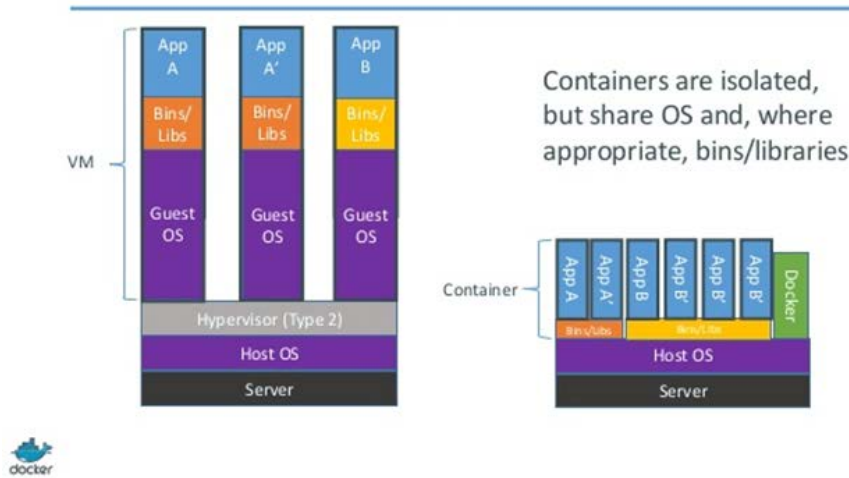 App
A
App
A’
App
B
Bins/
Libs
Bins/
Libs
Bins/
Libs
VM
Guest
OS
Guest
OS
Guest
OS
Hypervisor (Type 2)
Host OS
Server
Containers are isolated,
but share OS and, where
appropriate, bins/libraries
Container
App A
App A’
App B
App B’
App B’
App B’
Docker
Bins/Libs
Bins/Libs
Host OS
Server
docker